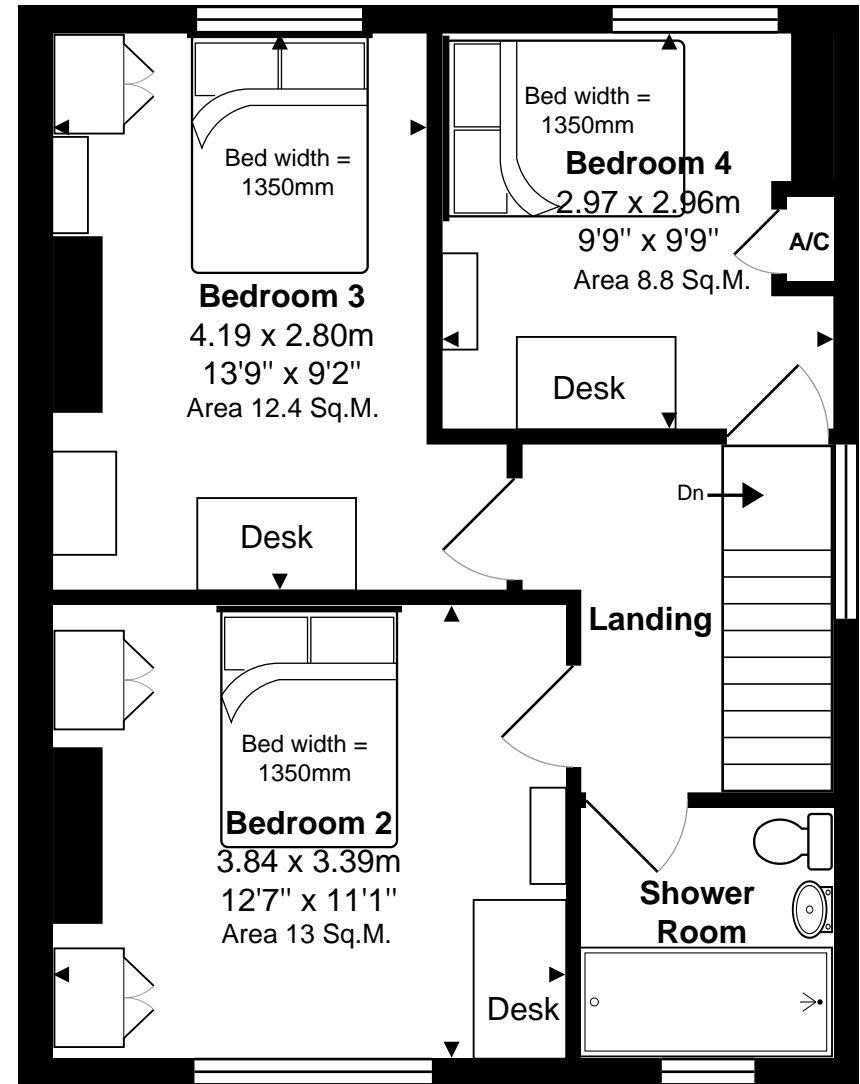 Bed width =
1350mm
Bedroom 3
4.19 x 2.80m
13'9" x 9'2"
Area 12.4 Sq.M.
Desk
Bed width =
1350mm
Bedroom 4
2.97 x 2.96m
9'9" x 9'9"
Area 8.8 Sq.M.
A/C
Desk
Dn
Landing
Bed width =
1350mm
Bedroom 2
3.84 x 3.39m
12'7" x 11'1"
Area 13 Sq.M.
Desk
Shower
Room